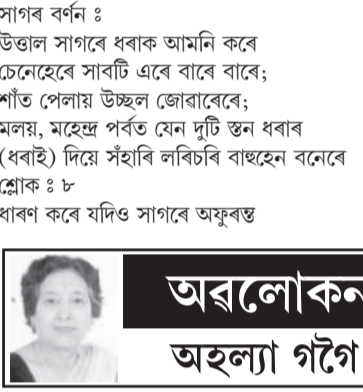 সাগৰ বৰ্ণন ঃ
উত্তাল সাগৰে ধৰাক আমনি কৰে
চেনেহেৰে সাবটি এৰে বাৰে বাৰে;
শাঁত পেলায় উচ্ছল জোৱাৰেৰে;
মলয়, মহেন্দ্ৰ পৰ্বত যেন দুটি স্তন ধৰাৰ
(ধৰাই) দিয়ে সঁহাৰি লৰিচৰি বাহুহেন বনেৰে
শ্লোক ঃ ৮
ধাৰণ কৰে যদিও সাগৰে অফুৰন্ত
অৱলোকন
অহল্যা গগৈ